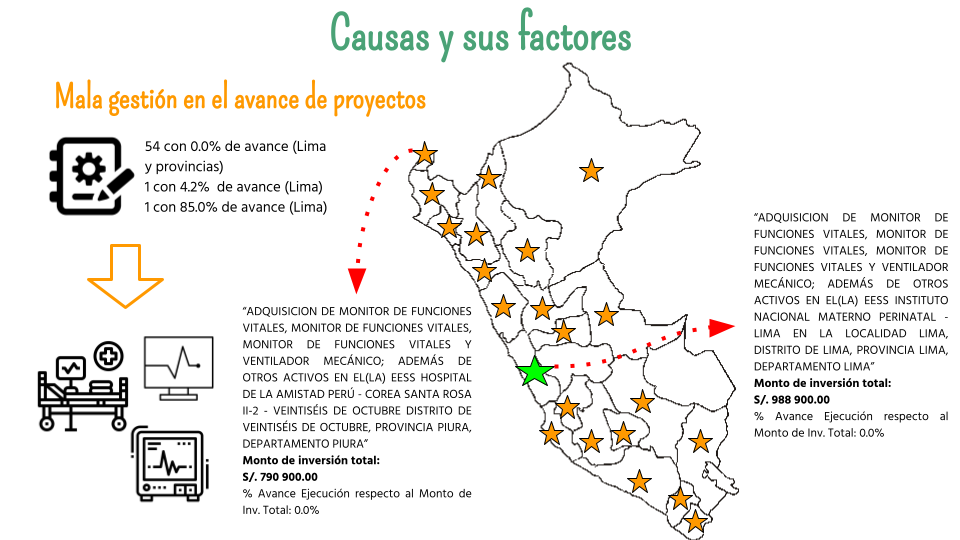 Causas y sus factores
Mala gestión en el avance de proyectos
54 con 0.0% de avance (Lima
y provincias)
1 con 4.2% de avance (Lima)
1 con 85.0% de avance (Lima)
"ADQUISICION DE MONITOR DE FUNCIONES
VITALES, MONITOR DE FUNCIONES VITALES,
MONITOR DE FUNCIONES VITALES Y
VENTILADOR MECÁNICO; ADEMÁS DE
OTROS ACTIVOS EN EL(LA) EESS HOSPITAL
DE LA AMISTAD PERÚ - COREA SANTA ROSA
II-2 - VEINTISÉIS DE OCTUBRE DISTRITO DE
VEINTISÉIS DE OCTUBRE, PROVINCIA PIURA,
DEPARTAMENTO PIURA"
Monto de inversión total:
S/. 790 900.00
% Avance Ejecución respecto al Monto de
Inv. Total: 0.0%
"ADQUISICION DE MONITOR DE
FUNCIONES VITALES, MONITOR DE
FUNCIONES VITALES, MONITOR DE
FUNCIONES VITALES Y VENTILADOR
MECÁNICO; ADEMÁS DE OTROS
ACTIVOS EN EL(LA) EESS INSTITUTO
NACIONAL MATERNO PERINATAL -
LIMA EN LA LOCALIDAD LIMA,
DISTRITO DE LIMA, PROVINCIA LIMA,
DEPARTAMENTO LIMA"
Monto de inversión total:
S/. 988 900.00
% Avance Ejecución respecto al
Monto de Inv. Total: 0.0%